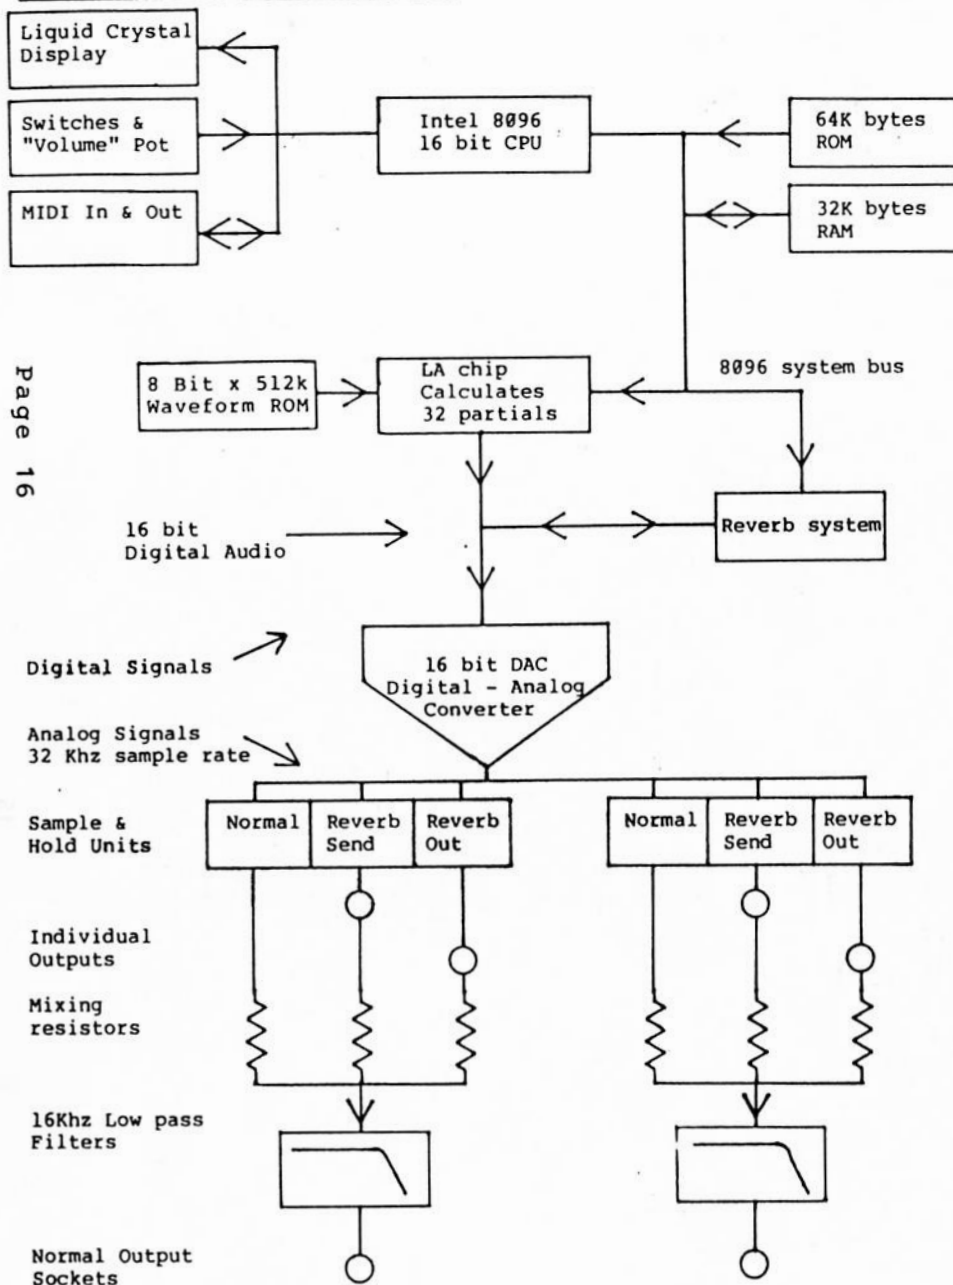 Liquid Crystal
Display
Switches &
"Volume" Pot
MIDI In & Out
Intel 8096
16 bit CPU
64K bytes
ROM
32K bytes
RAM
Page 16
8 Bit x 512k
Waveform ROM
LA chip
Calculates
32 partials
8096 system bus
16 bit
Digital Audio
Reverb system
Digital Signals
16 bit DAC
Digital - Analog
Converter
Analog Signals
32 Khz sample rate
Sample &
Hold Units
Normal
Reverb
Send
Reverb
Out
Normal
Reverb
Send
Reverb
Out
Individual
Outputs
Mixing
resistors
16Khz Low pass
Filters
Normal Output
Sockets